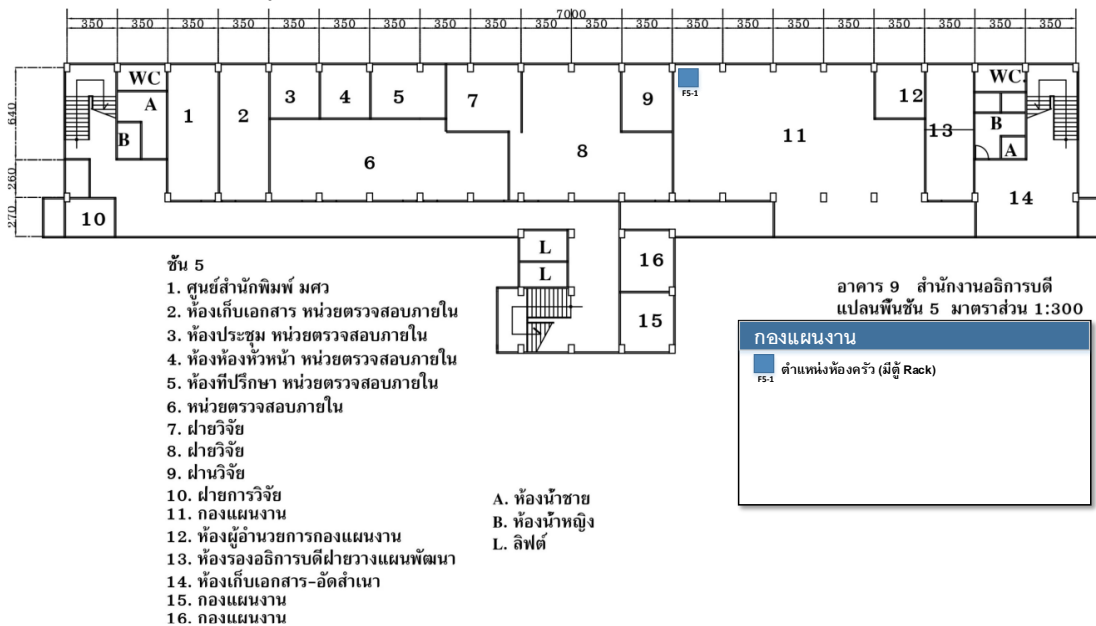 7000
350 350 350 350 350 350 350 350 350 350 350 350 350 350 350 350 350 350 350 350
640
260
270
WC
A
B
1
2
3
4
5
6
7
8
9
10
F5-1
11
12
13
WC.
B
A
14
L
L
16
15
ชั้น 5
1. ศูนย์สำนักพิมพ์ มศว
2. ห้องเก็บเอกสาร หน่วยตรวจสอบภายใน
3. ห้องประชุม หน่วยตรวจสอบภายใน
4. ห้องห้องหัวหน้า หน่วยตรวจสอบภายใน
5. ห้องที่ปรึกษา หน่วยตรวจสอบภายใน
6. หน่วยตรวจสอบภายใน
7. ฝ่ายวิจัย
8. ฝ่ายวิจัย
9. ฝ่านวิจัย
10. ฝ่ายการวิจัย
11. กองแผนงาน
12. ห้องผู้อำนวยการกองแผนงาน
13. ห้องรองอธิการบดีฝ่ายวางแผนพัฒนา
14. ห้องเก็บเอกสาร-อัดสำเนา
15. กองแผนงาน
16. กองแผนงาน
A. ห้องน้ำชาย
B. ห้องน้ำหญิง
L. ลิฟต์
อาคาร 9 สำนักงานอธิการบดี
แปลนพื้นชั้น 5 มาตราส่วน 1:300
กองแผนงาน
F5-1 ตำแหน่งห้องครัว (มีตู้ Rack)